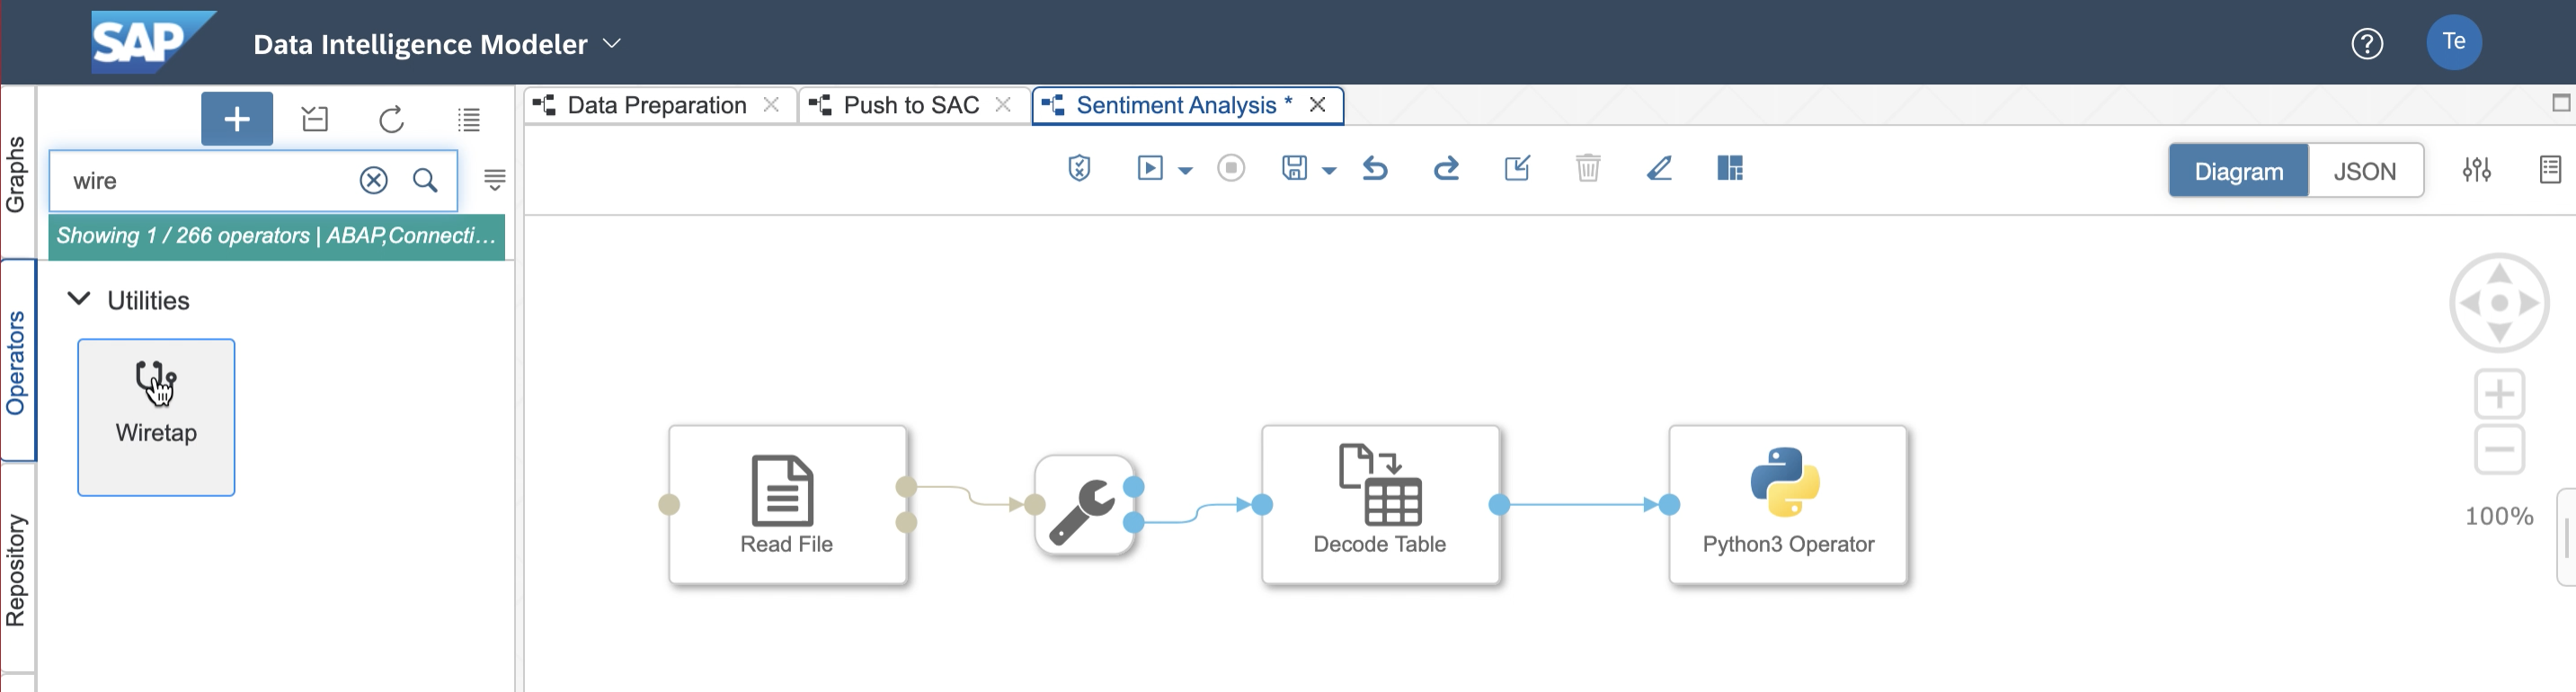 SAP Data Intelligence Modeler ? Te
Graphs
Operators
Repository
wire
Showing 1 / 266 operators | ABAP,Connecti...
Utilities
Wiretap
Data Preparation
Push to SAC
Sentiment Analysis *
Diagram
JSON
Read File
Decode Table
Python3 Operator
100%